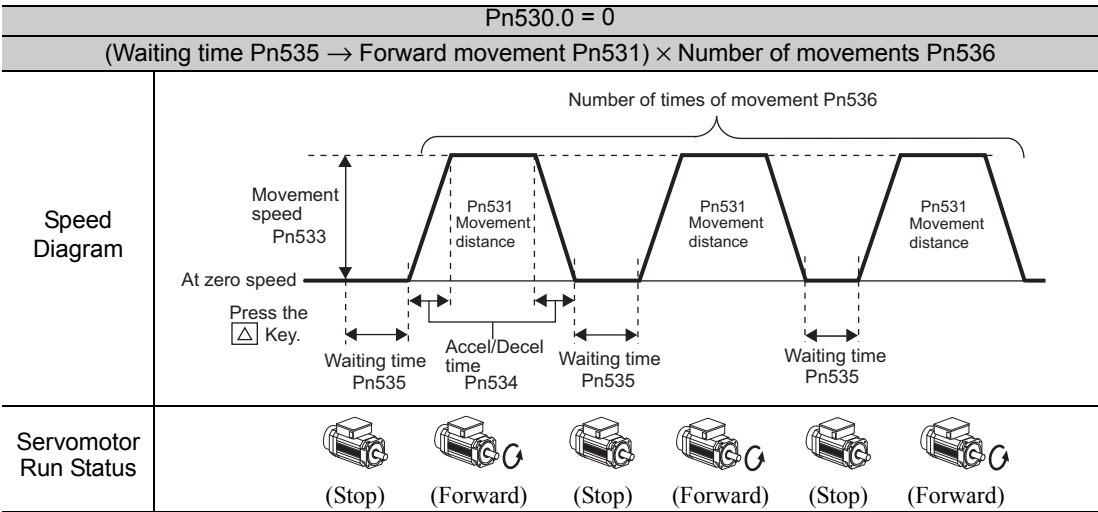 Pn530.0 = 0
(Waiting time Pn535 → Forward movement Pn531) × Number of movements Pn536
Speed
Diagram
Number of times of movement Pn536
Movement
speed
Pn533
Pn531
Movement
distance
Pn531
Movement
distance
Pn531
Movement
distance
At zero speed
Press the
△ Key.
Waiting time
Pn535
Accel/Decel
time
Pn534
Waiting time
Pn535
Waiting time
Pn535
Servomotor
Run Status
(Stop) (Forward) (Stop) (Forward) (Stop) (Forward)